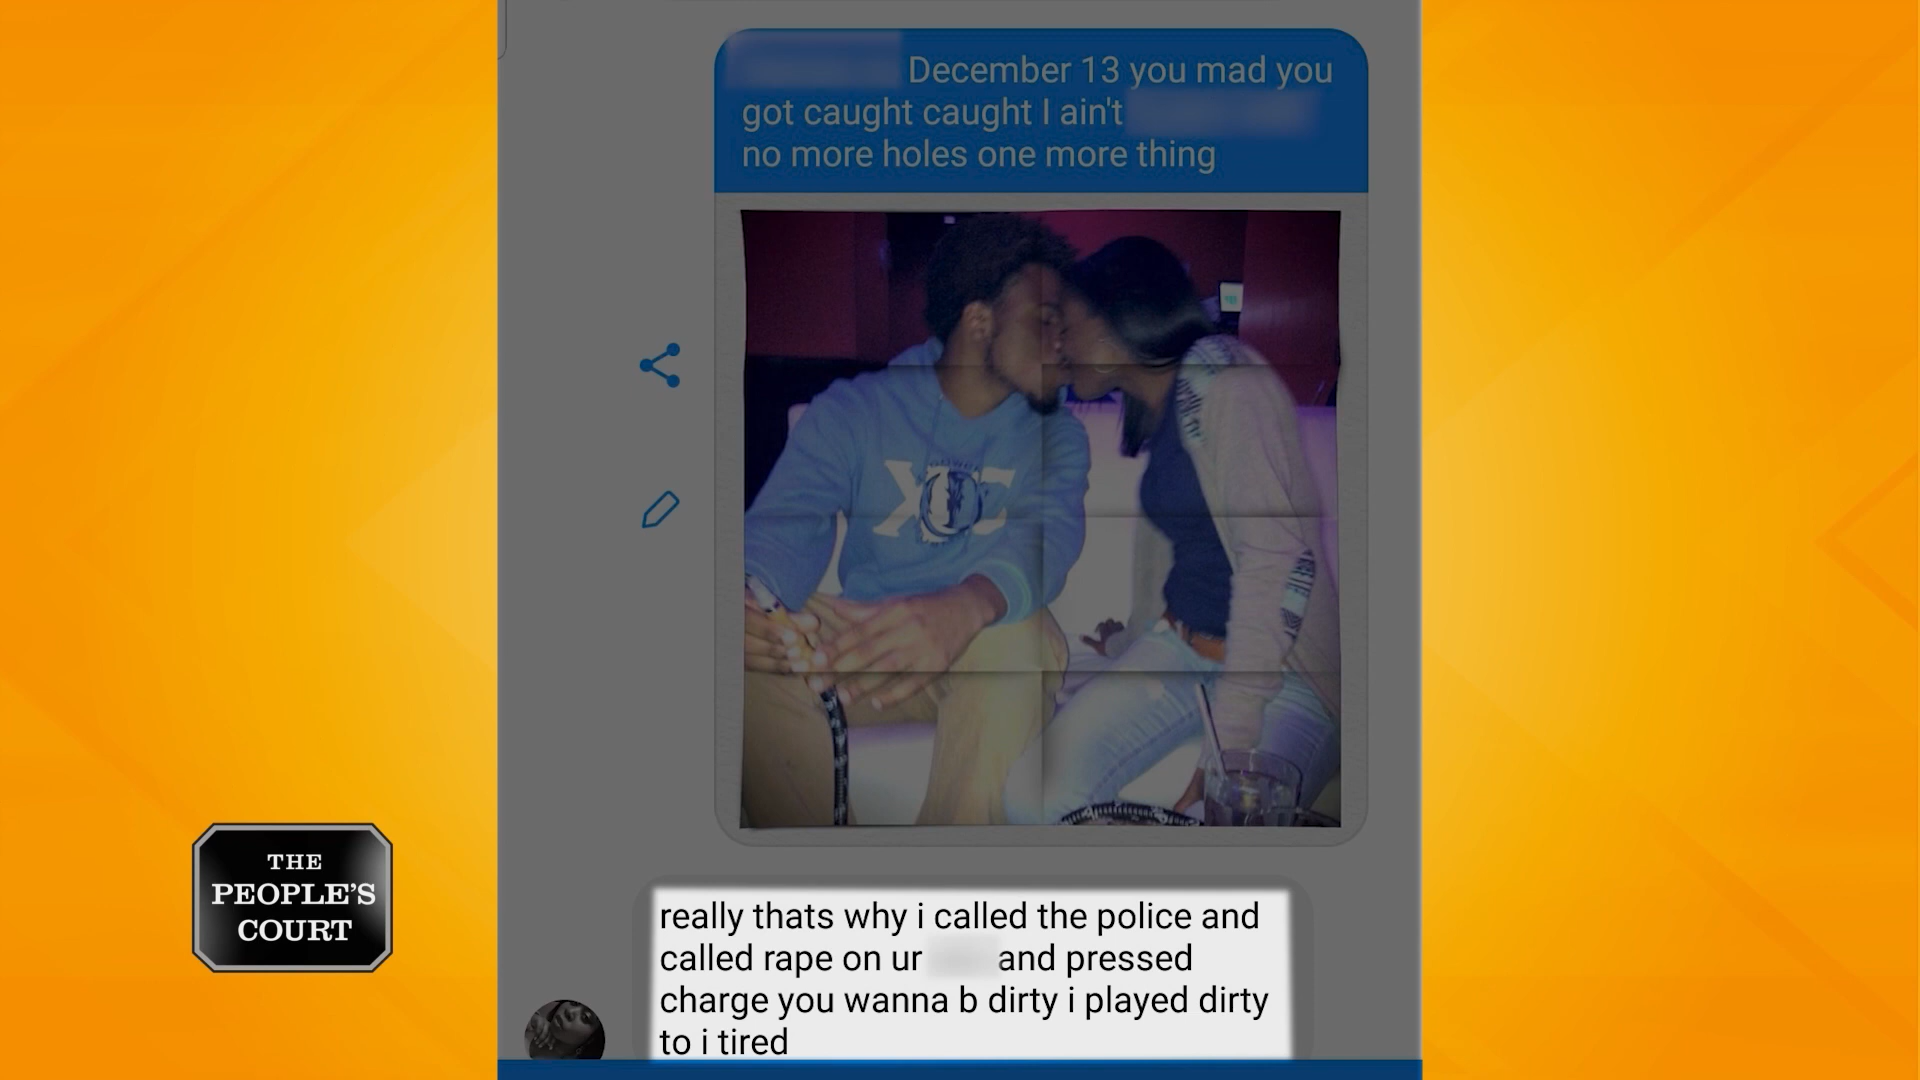 December 13 you mad you
got caught caught I ain't
no more holes one more thing
XC
really thats why i called the police and
called rape on ur and pressed
charge you wanna b dirty i played dirty
to i tired
THE
PEOPLE'S
COURT